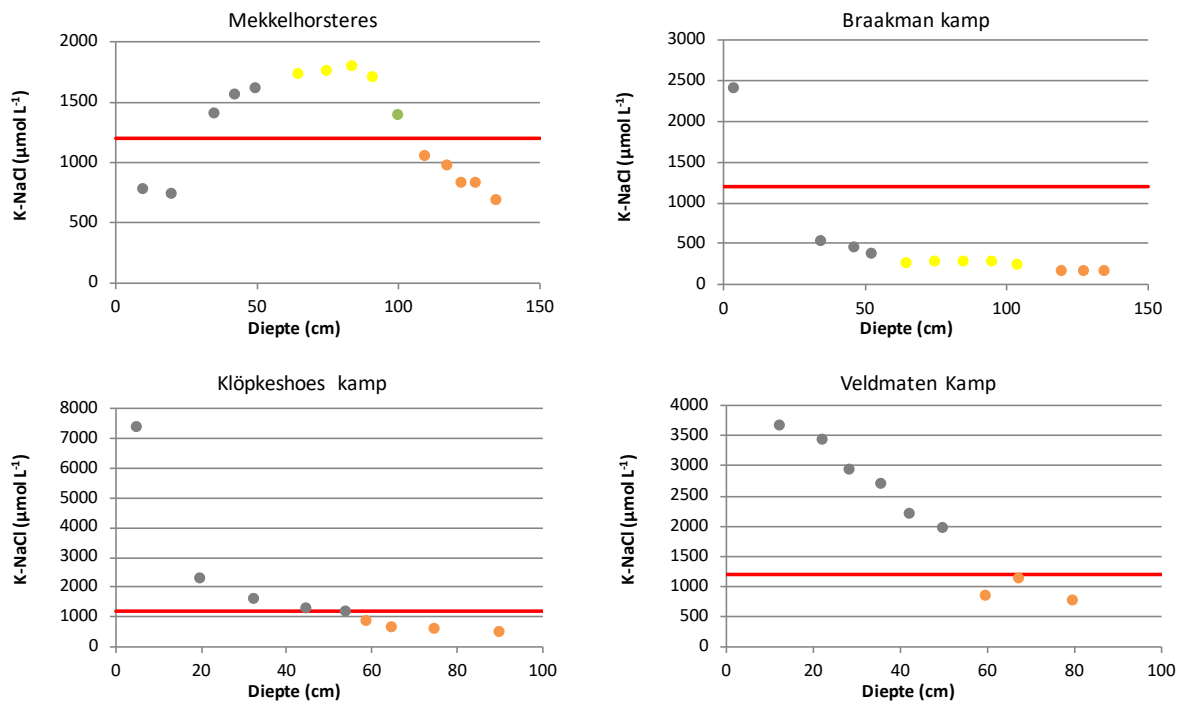 Mekkelhorsteres
K-NaCl (µmol L⁻¹)
2000
1500
1000
500
0
0 50 100 150
Diepte (cm)
Braakman kamp
K-NaCl (µmol L⁻¹)
3000
2500
2000
1500
1000
500
0
0 50 100 150
Diepte (cm)
Klöpkeshoes kamp
K-NaCl (µmol L⁻¹)
8000
7000
6000
5000
4000
3000
2000
1000
0
0 20 40 60 80 100
Diepte (cm)
Veldmaten Kamp
K-NaCl (µmol L⁻¹)
4000
3500
3000
2500
2000
1500
1000
500
0
0 20 40 60 80 100
Diepte (cm)